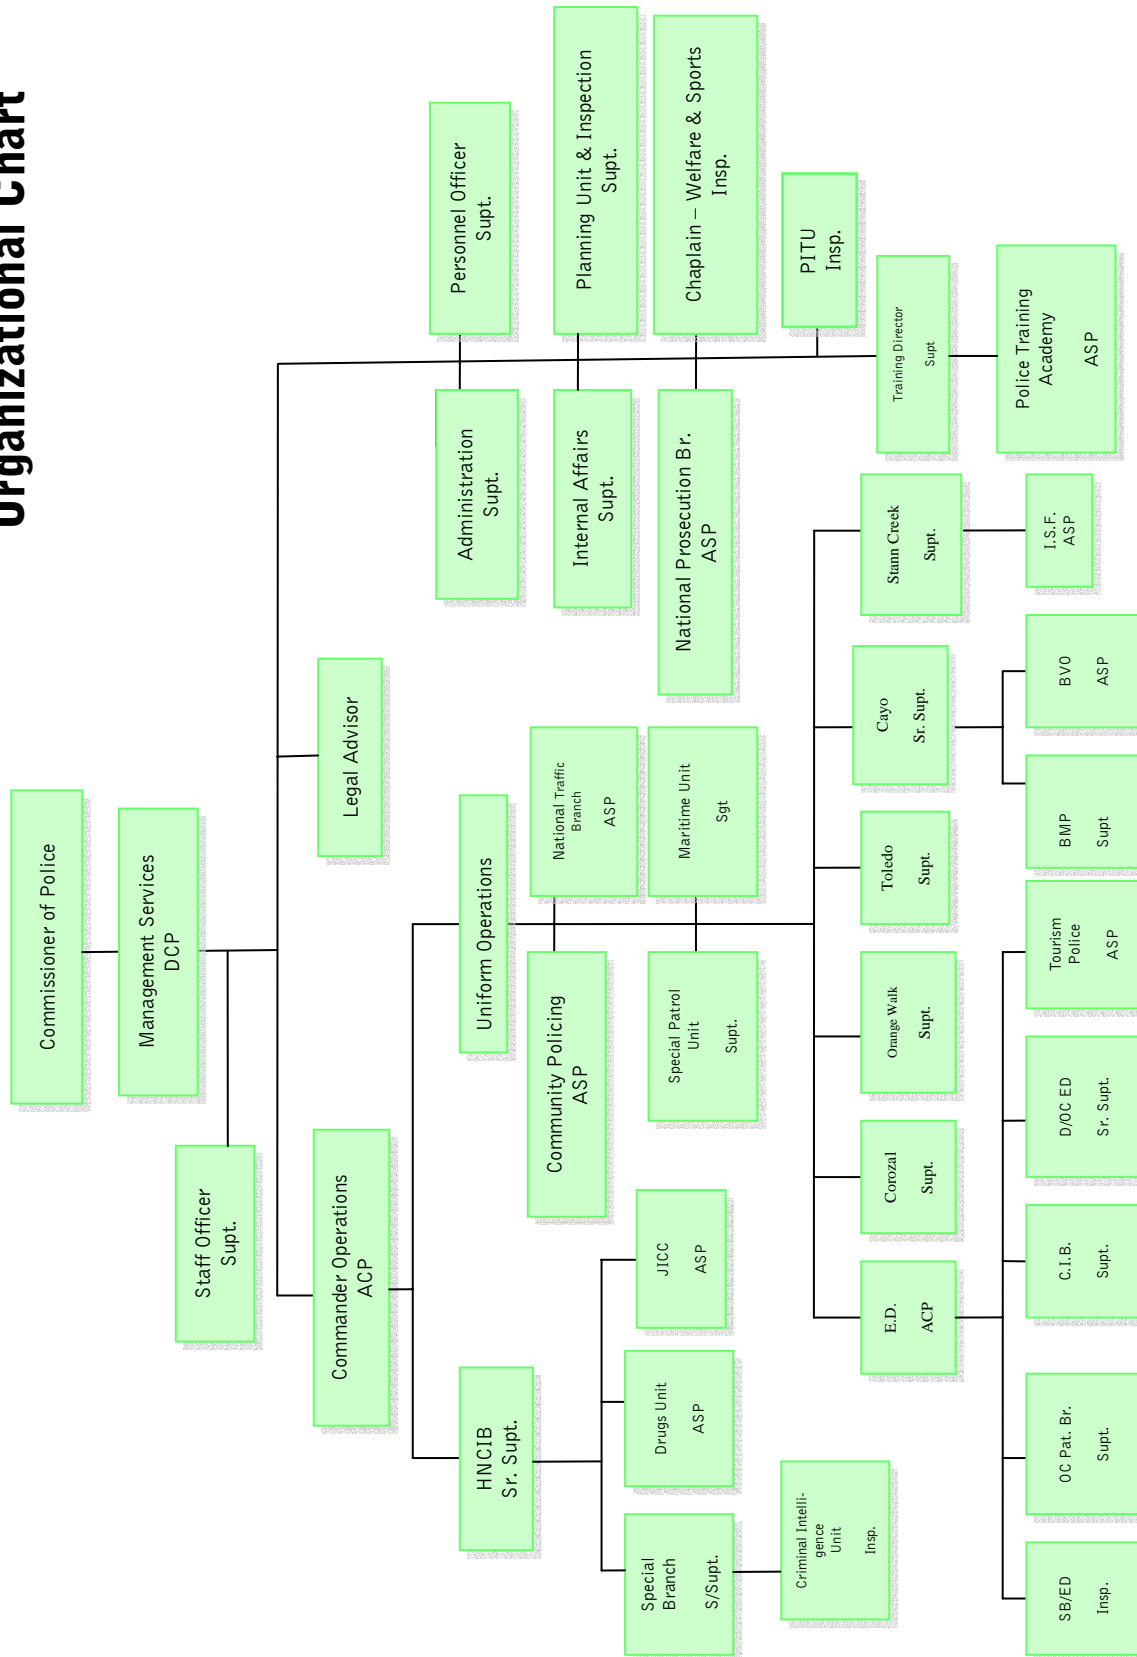 Organizational Chart
Commissioner of Police
Management Services
DCP
Staff Officer
Supt.
Legal Advisor
Commander Operations
ACP
Personnel Officer
Supt.
Administration
Supt.
Planning Unit & Inspection
Supt.
Internal Affairs
Supt.
Chaplain – Welfare & Sports
Insp.
National Prosecution Br.
ASP
PITU
Insp.
Training Director
Supt
Police Training
Academy
ASP
HNCIB
Sr. Supt.
Uniform Operations
Community Policing
ASP
National Traffic
Branch
ASP
Special Patrol
Unit
Supt.
Maritime Unit
Sgt
Special
Branch
S/Supt.
Drugs Unit
ASP
JICC
ASP
Criminal Intelli-
gence
Unit
Insp.
E.D.
ACP
Corozal
Supt.
Orange Walk
Supt.
Toledo
Supt.
Cayo
Sr. Supt.
Stann Creek
Supt.
SB/ED
Insp.
OC Pat. Br.
Supt.
C.I.B.
Supt.
D/OC ED
Sr. Supt.
Tourism
Police
ASP
BMP
Supt
BVO
ASP
I.S.F.
ASP